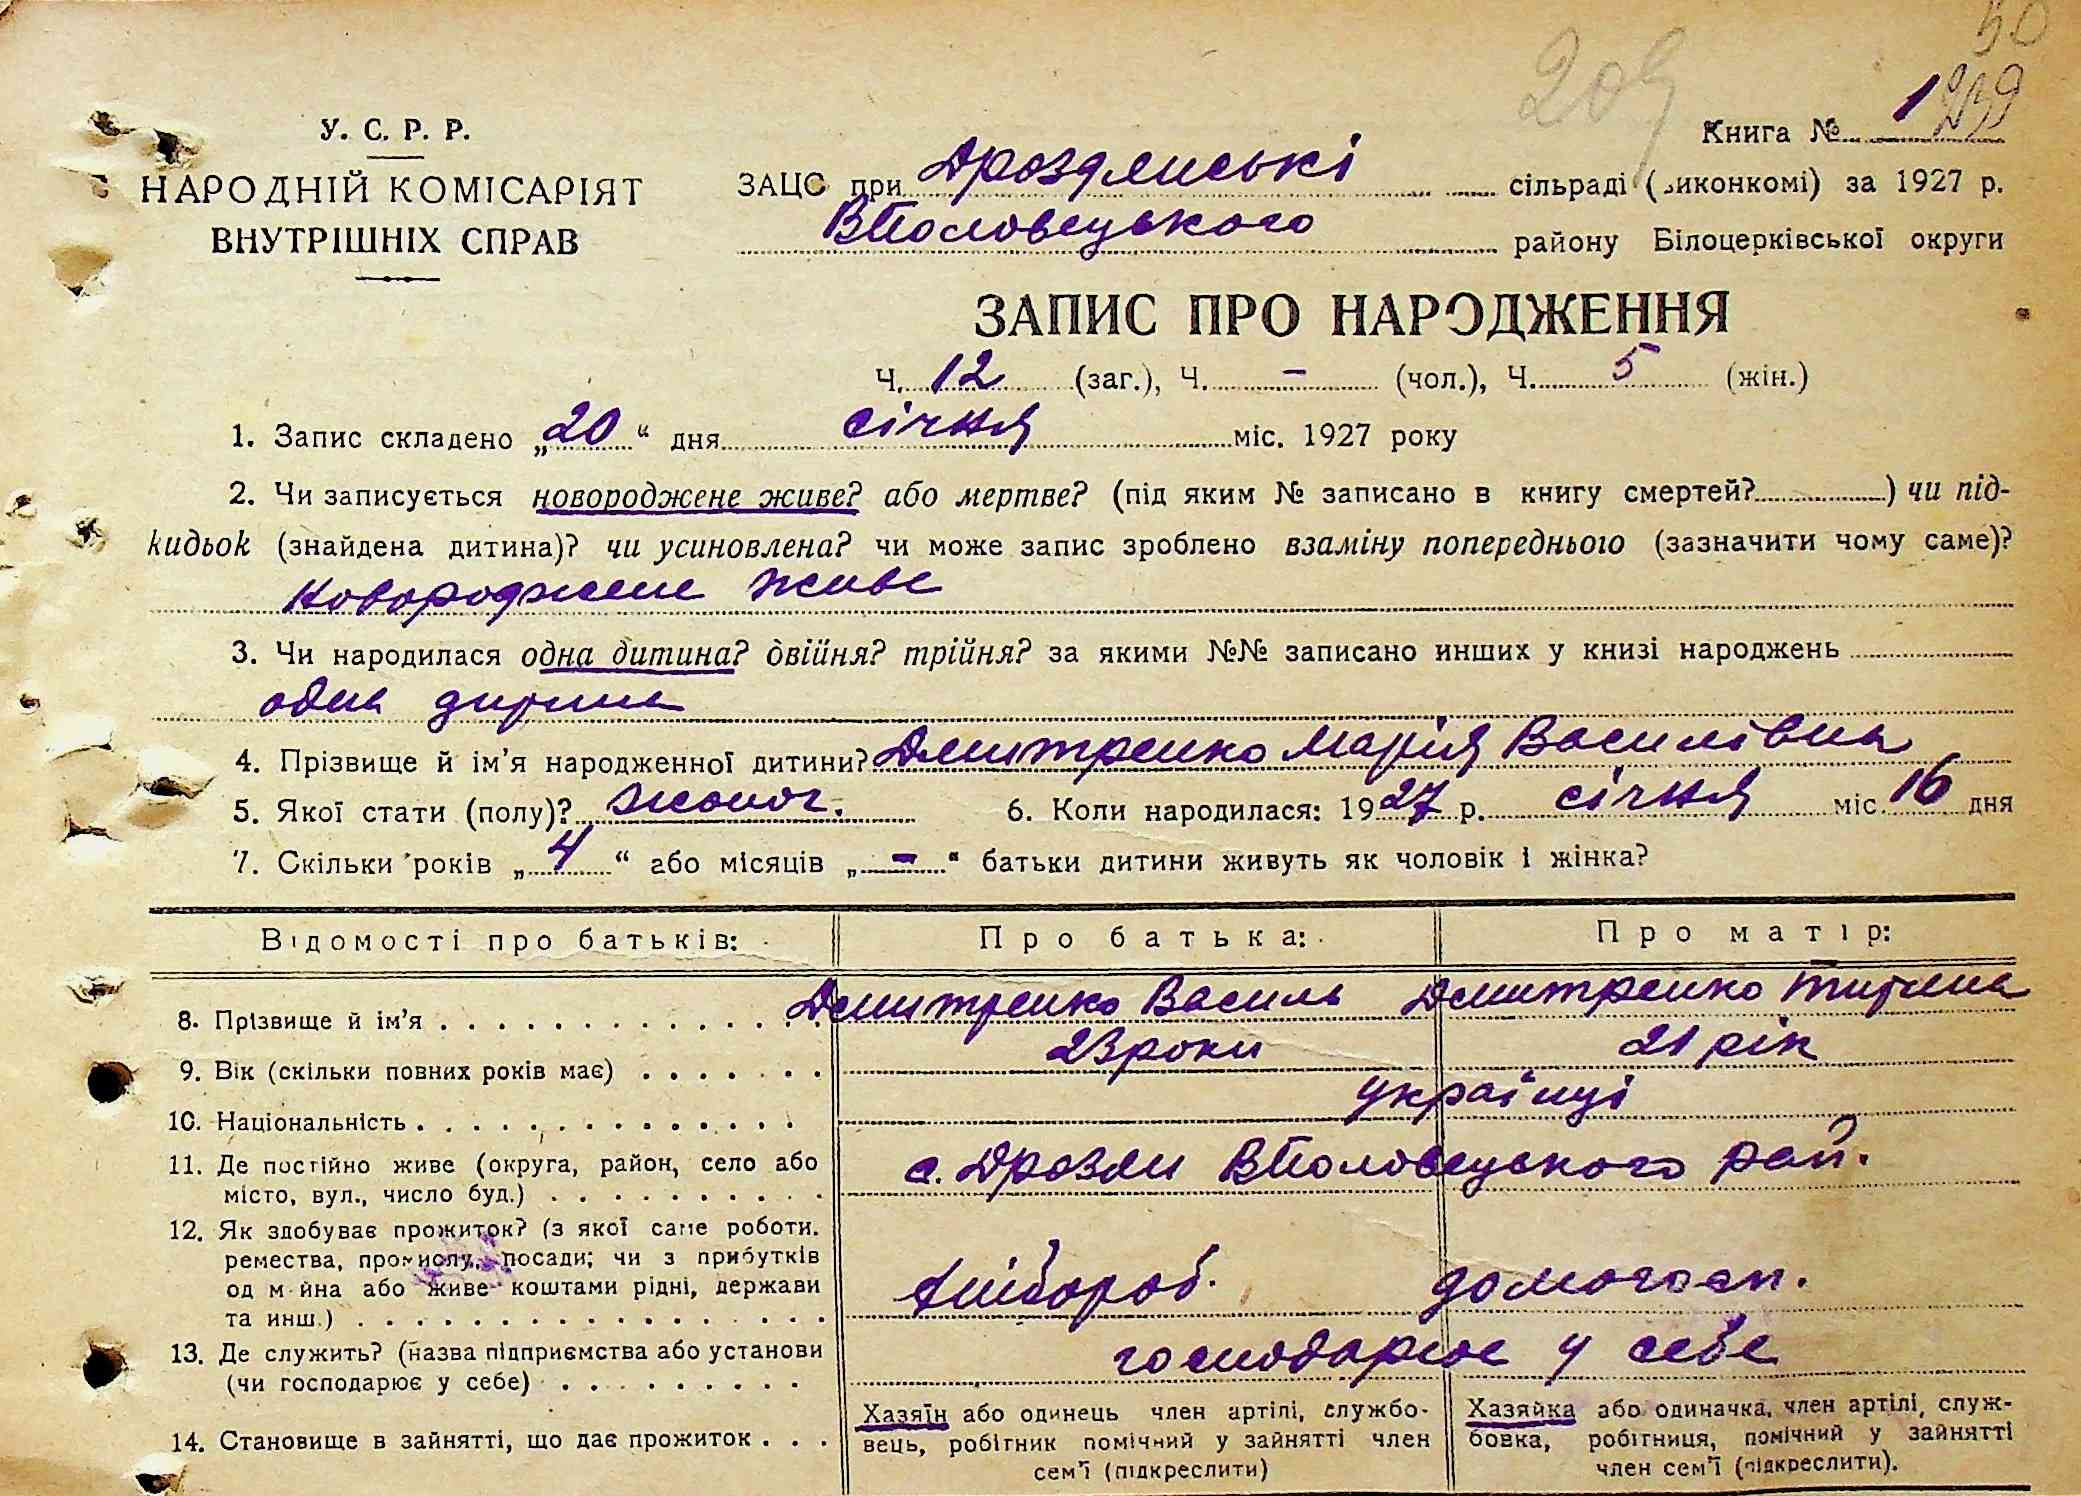 50
209
239
У. С. Р. Р.
НАРОДНІЙ КОМІСАРІЯТ
ВНУТРІШНІХ СПРАВ
Книга № 1
ЗАЦС при Дроздянські сільраді (виконкомі) за 1927 р.
ВПоловецького району Білоцерківської округи
ЗАПИС ПРО НАРОДЖЕННЯ
Ч. 12 (заг.), Ч. - (чол.), Ч. 5 (жін.)
1. Запис складено „20“ дня січня міс. 1927 року
2. Чи записується новороджене живе? або мертве? (під яким № записано в книгу смертей?) чи під-
кидьок (знайдена дитина)? чи усиновлена? чи може запис зроблено взаміну попереднього (зазначити чому саме)?
новороджене живе
3. Чи народилася одна дитина? двійня? трійня? за якими №№ записано инших у книзі народжень
одна дитина
4. Прізвище й ім’я народженної дитини? Дмитренко Марія Василівна
5. Якої стати (полу)? жіноч. 6. Коли народилася: 1927 р. січня міс. 16 дня
7. Скільки років „4“ або місяців „-“ батьки дитини живуть як чоловік і жінка?
Відомості про батьків: Про батька: Про матір:
8. Прізвище й ім’я Дмитренко Василь Дмитренко
9. Вік (скільки повних років має) 23 роки 21 рік
10. Національність українці
11. Де постійно живе (округа, район, село або
місто, вул., число буд.) с. Дрозди ВПоловецького рай.
12. Як здобуває прожиток? (з якої саме роботи.
ремества, промислу, посади; чи з прибутків
од майна або живе коштами рідні, держави
та инш.) хлібороб. домогосп.
13. Де служить? (назва підприємства або установи
(чи господарює у себе) господарює у себе
14. Становище в зайнятті, що дає прожиток
Хазяїн або одинець член артілі, службо-
вець, робітник помічний у зайнятті член
сем’ї (підкреслити)
Хазяйка або одиначка, член артілі, служ-
бовка, робітниця, помічний у зайнятті
член сем’ї (підкреслити).